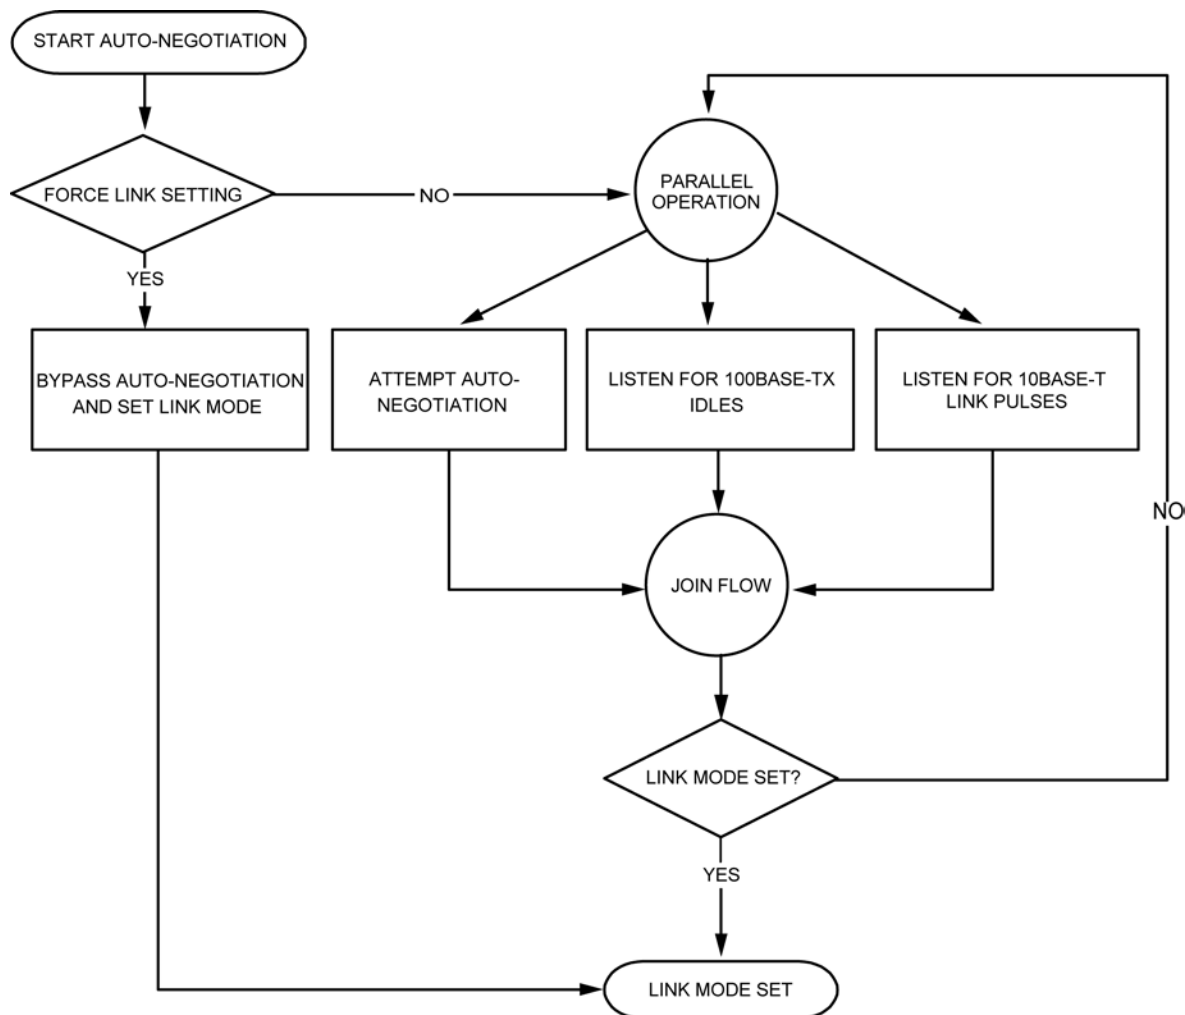 START AUTO-NEGOTIATION
FORCE LINK SETTING
NO
PARALLEL
OPERATION
YES
BYPASS AUTO-NEGOTIATION
AND SET LINK MODE
ATTEMPT AUTO-
NEGOTIATION
LISTEN FOR 100BASE-TX
IDLES
LISTEN FOR 10BASE-T
LINK PULSES
NO
JOIN FLOW
LINK MODE SET?
YES
LINK MODE SET